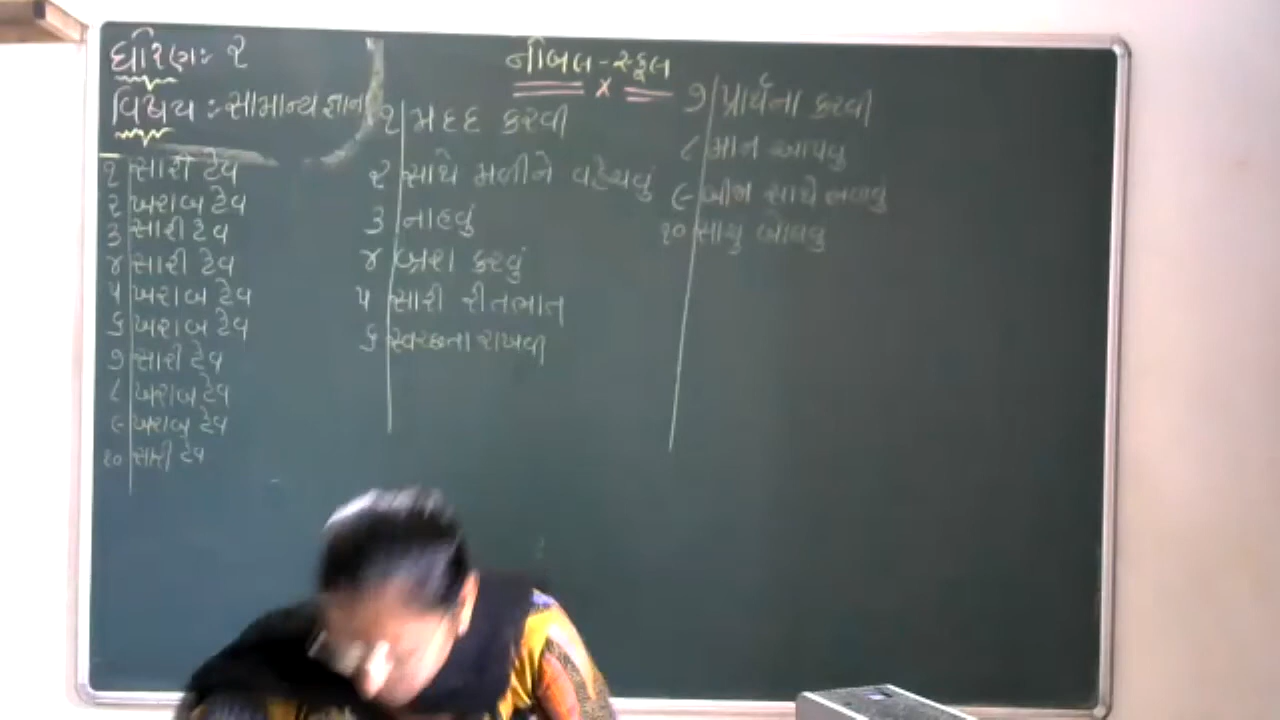 ધોરણઃ ૨
નોબલ-સ્કૂલ
x
વિષય :- સામાન્ય જ્ઞાન
૧ સારી ટેવ
૨ ખરાબ ટેવ
૩ સારી ટેવ
૪ સારી ટેવ
૫ ખરાબ ટેવ
૬ ખરાબ ટેવ
૭ સારી ટેવ
૮ ખરાબ ટેવ
૯ ખરાબ ટેવ
૧૦ સારી ટેવ
૧ મદદ કરવી
૨ સાથે મળીને વહેચવું
૩ નાહવું
૪ બ્રશ કરવું
૫ સારી રીતભાત
૬ સ્વચ્છતા રાખવી
૭ પ્રાર્થના કરવી
૮ માન આપવુ
૯ સાથે
૧૦ સાચુ બોલવું